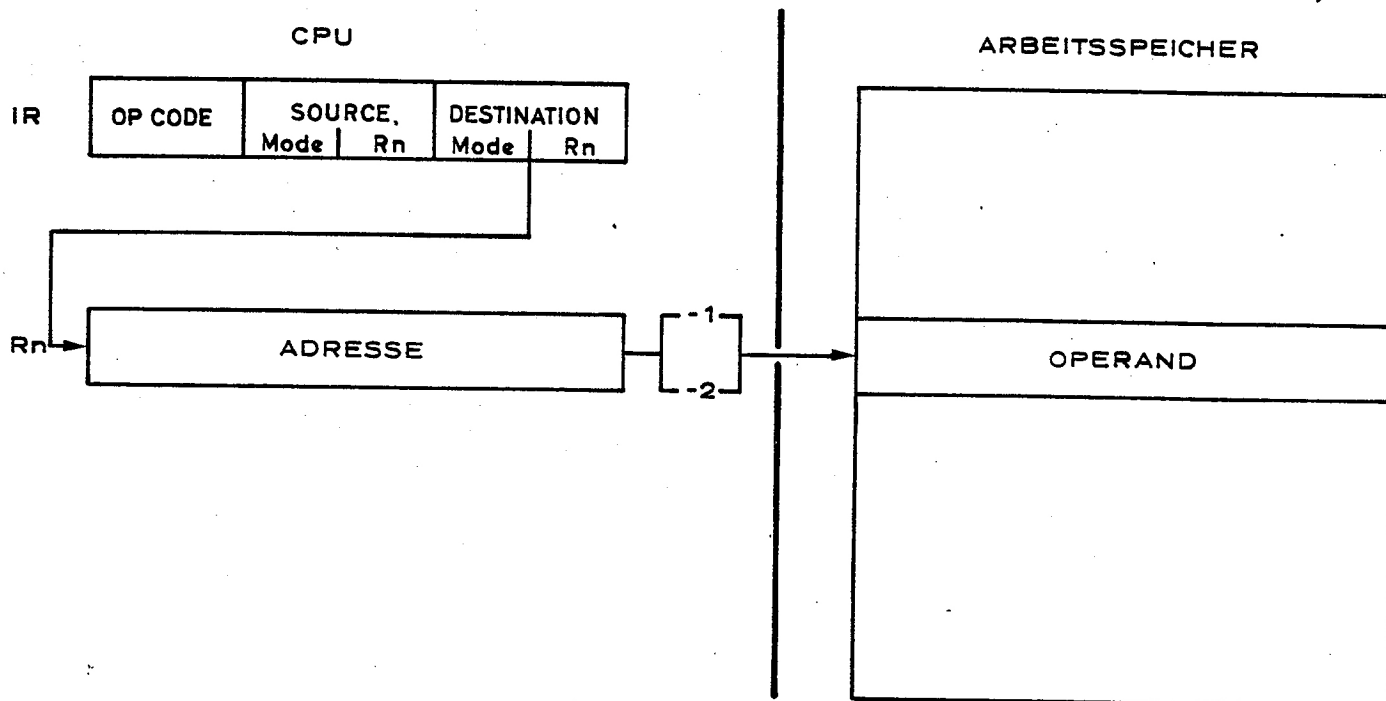 CPU
ARBEITSSPEICHER
IR
OP CODE
SOURCE,
DESTINATION
Mode
Rn
Mode
Rn
-1
Rn
ADRESSE
OPERAND
-2